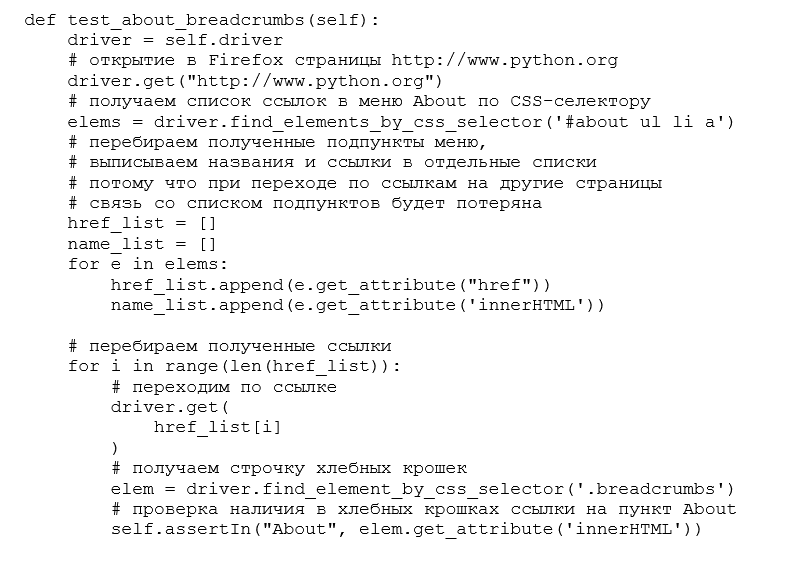 def test_about_breadcrumbs(self):
    driver = self.driver
    # открытие в Firefox страницы http://www.python.org
    driver.get("http://www.python.org")
    # получаем список ссылок в меню About по CSS-селектору
    elems = driver.find_elements_by_css_selector('#about ul li a')
    # перебираем полученные подпункты меню,
    # выписываем названия и ссылки в отдельные списки
    # потому что при переходе по ссылкам на другие страницы
    # связь со списком подпунктов будет потеряна
    href_list = []
    name_list = []
    for e in elems:
        href_list.append(e.get_attribute("href"))
        name_list.append(e.get_attribute('innerHTML'))

    # перебираем полученные ссылки
    for i in range(len(href_list)):
        # переходим по ссылке
        driver.get(
            href_list[i]
        )
        # получаем строчку хлебных крошек
        elem = driver.find_element_by_css_selector('.breadcrumbs')
        # проверка наличия в хлебных крошках ссылки на пункт About
        self.assertIn("About", elem.get_attribute('innerHTML'))